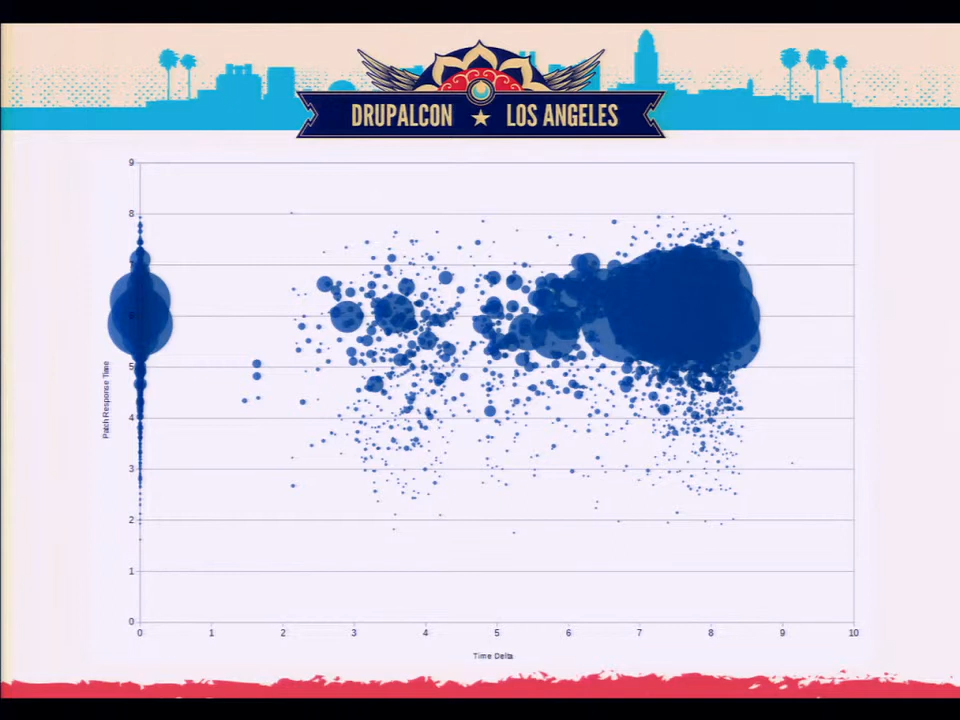 DRUPALCON ★ LOS ANGELES
9
8
7
6
5
4
3
2
1
0
Patch Response Time
0 1 2 3 4 5 6 7 8 9 10
Time Delta